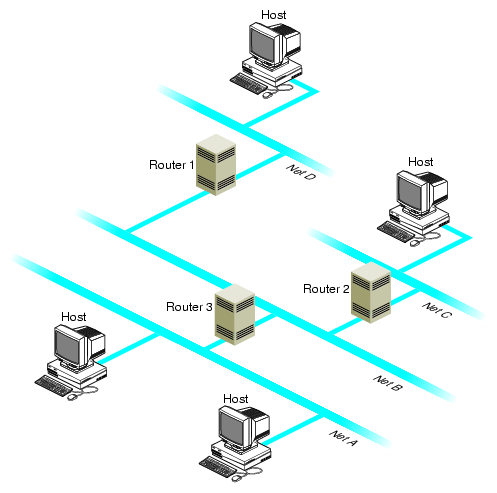 Host
Router 1
Net D
Host
Router 2
Router 3
Net C
Host
Net B
Host
Net A